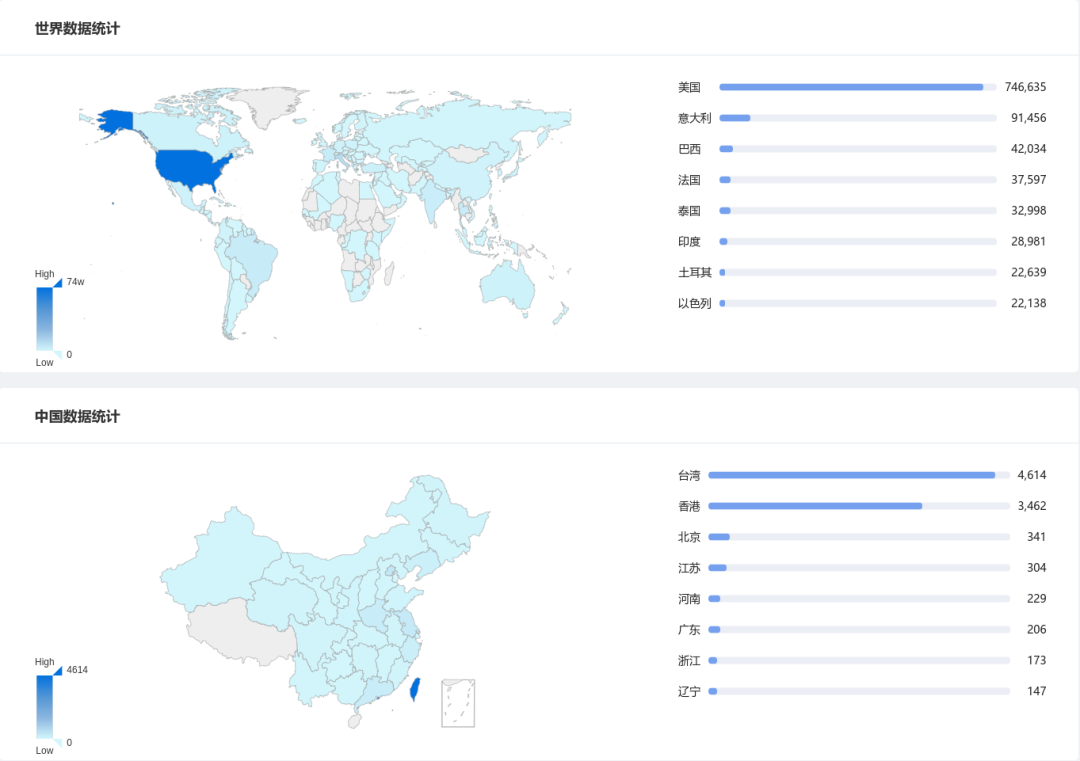 世界数据统计
美国 746,635
意大利 91,456
巴西 42,034
法国 37,597
泰国 32,998
印度 28,981
土耳其 22,639
以色列 22,138
High
74w
0
Low
中国数据统计
台湾 4,614
香港 3,462
北京 341
江苏 304
河南 229
广东 206
浙江 173
辽宁 147
High
4614
0
Low